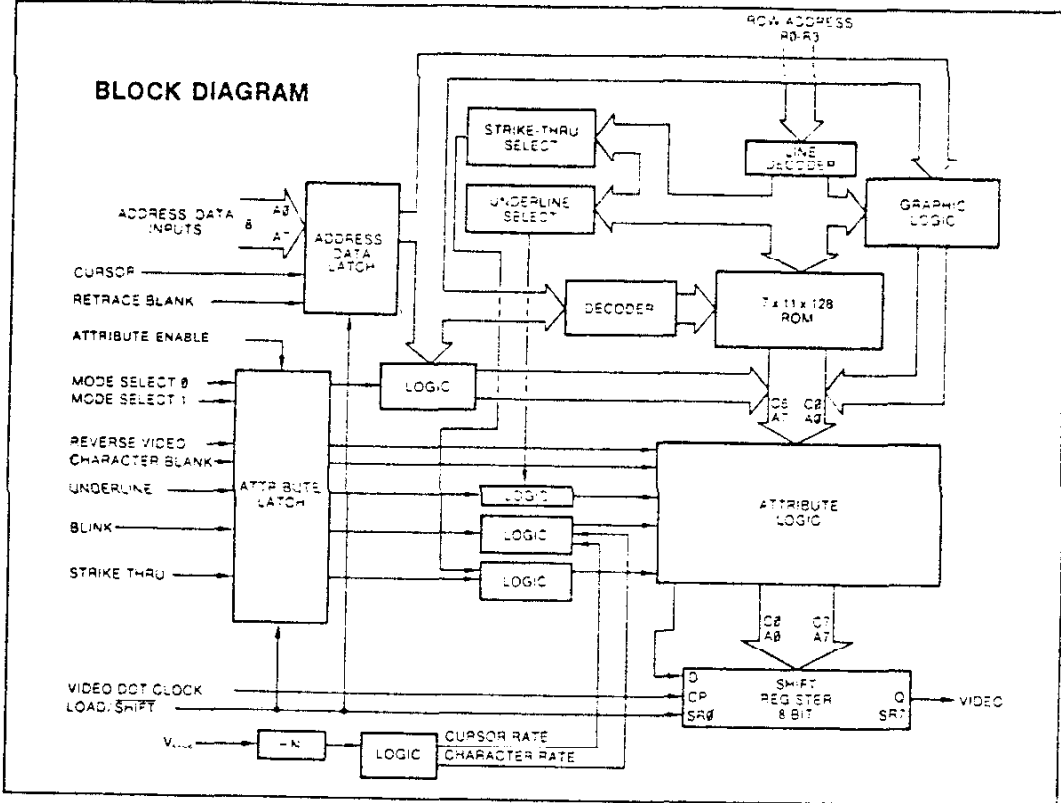 ROW ADDRESS
R0-R3
BLOCK DIAGRAM
STRIKE-THRU
SELECT
LINE
DECODER
UNDERLINE
SELECT
GRAPHIC
LOGIC
ADDRESS DATA
INPUTS
8
A0
A7
ADDRESS
DATA
LATCH
CURSOR
RETRACE BLANK
DECODER
7 x 11 x 128
ROM
ATTRIBUTE ENABLE
MODE SELECT 0
MODE SELECT 1
LOGIC
C6
A7
C0
A0
REVERSE VIDEO
CHARACTER BLANK
UNDERLINE
BLINK
STRIKE THRU
ATTRIBUTE
LATCH
LOGIC
LOGIC
LOGIC
ATTRIBUTE
LOGIC
C0
A0
C7
A7
VIDEO DOT CLOCK
LOAD/SHIFT
D
CP
SR0
SHIFT
REGISTER
8 BIT
Q
SR7
VIDEO
LOGIC
CURSOR RATE
CHARACTER RATE